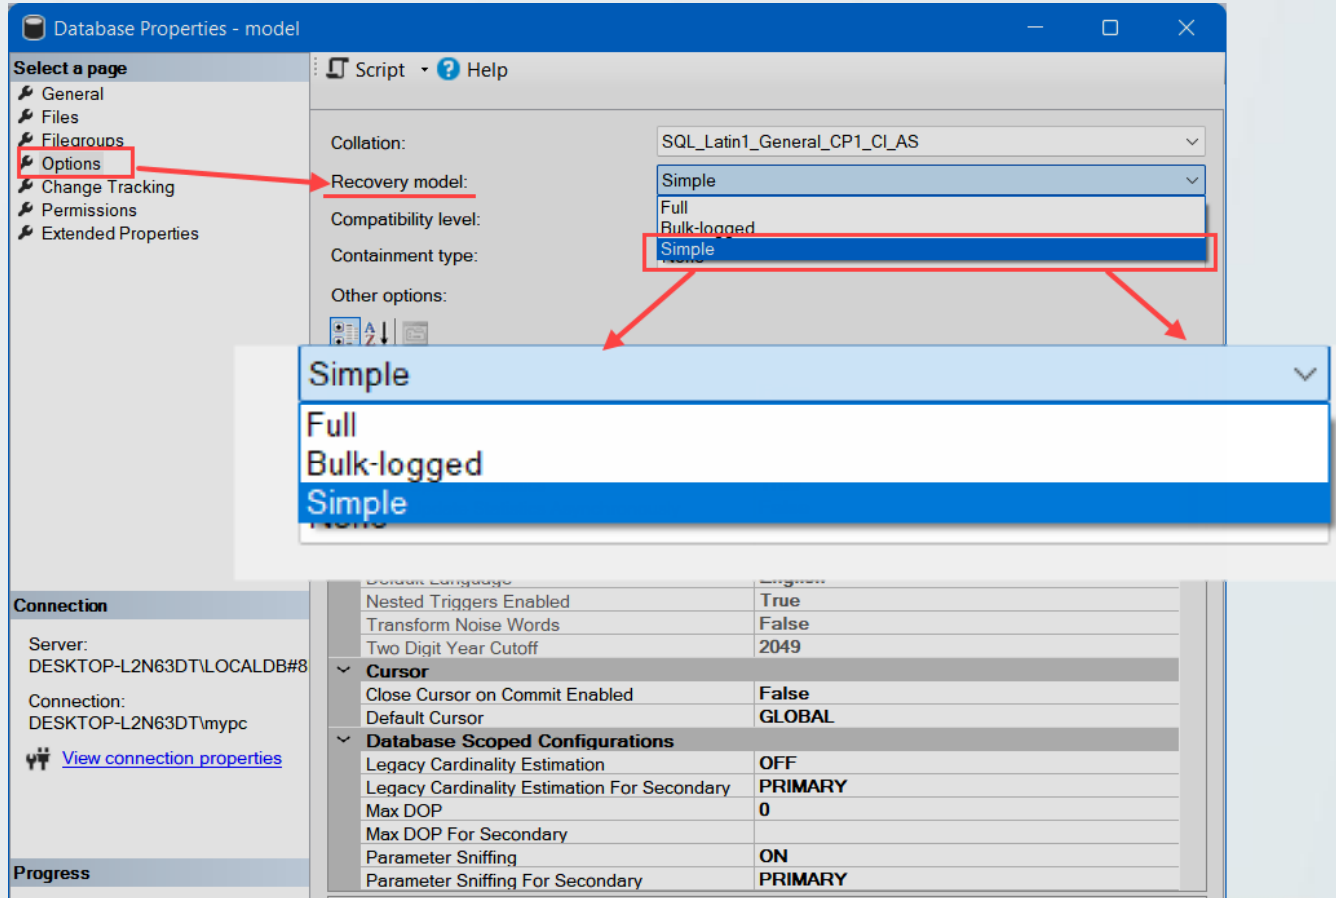 Database Properties - model
Select a page
General
Files
Filegroups
Options
Change Tracking
Permissions
Extended Properties
Script
Help
Collation:
SQL_Latin1_General_CP1_CI_AS
Recovery model:
Simple
Full
Bulk-logged
Simple
Compatibility level:
Containment type:
None
Other options:
Simple
Full
Bulk-logged
Simple
None
Default Language English
Nested Triggers Enabled True
Transform Noise Words False
Two Digit Year Cutoff 2049
Cursor
Close Cursor on Commit Enabled False
Default Cursor GLOBAL
Database Scoped Configurations
Legacy Cardinality Estimation OFF
Legacy Cardinality Estimation For Secondary PRIMARY
Max DOP 0
Max DOP For Secondary
Parameter Sniffing ON
Parameter Sniffing For Secondary PRIMARY
Connection
Server:
DESKTOP-L2N63DT\LOCALDB#8
Connection:
DESKTOP-L2N63DT\mypc
View connection properties
Progress